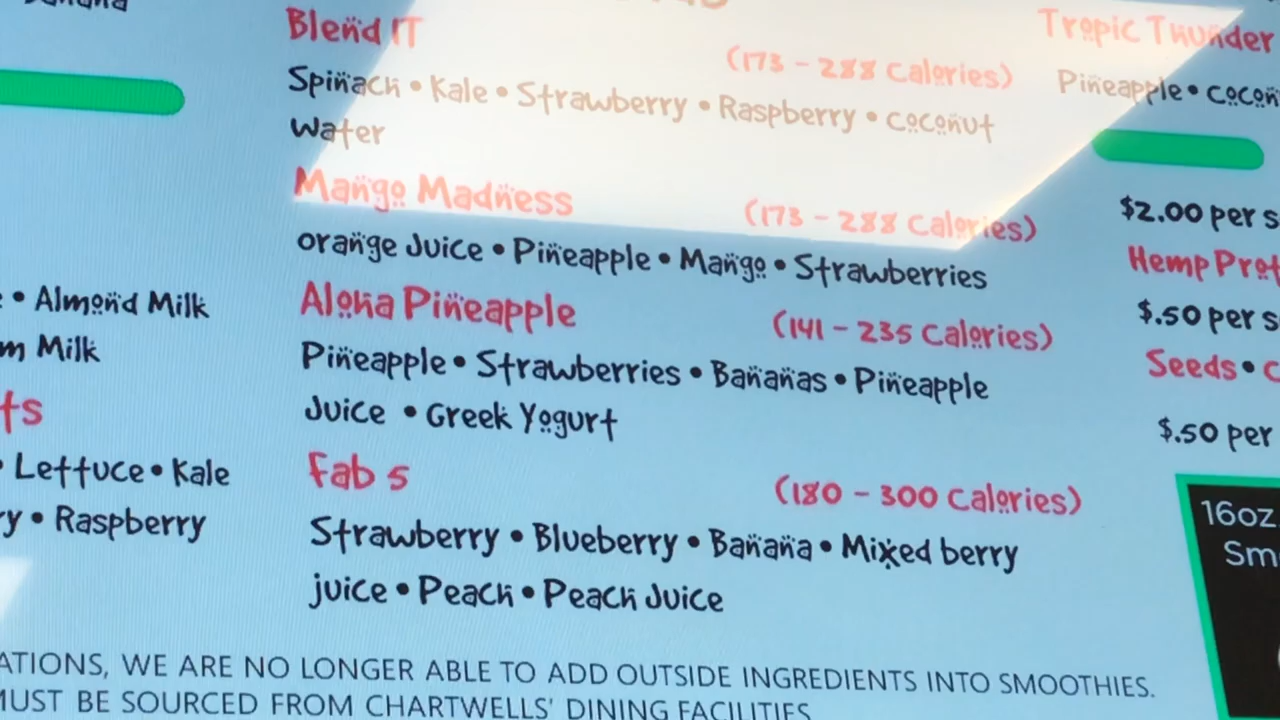 Blend IT
(173 - 288 Calories)
Spinach • Kale • Strawberry • Raspberry • Coconut
Water
Mango Madness
(173 - 288 Calories)
Orange Juice • Pineapple • Mango • Strawberries
Aloha Pineapple
(141 - 235 Calories)
Pineapple • Strawberries • Bananas • Pineapple
Juice • Greek Yogurt
Fab 5
(180 - 300 Calories)
Strawberry • Blueberry • Banana • Mixed berry
juice • Peach • Peach Juice
• Almond Milk
Milk
• Lettuce • Kale
• Raspberry
Tropic Thunder
Pineapple •
$2.00 per
Hemp
$.50 per
Seeds •
$.50 per
16oz
WE ARE NO LONGER ABLE TO ADD OUTSIDE INGREDIENTS INTO SMOOTHIES.
MUST BE SOURCED FROM CHARTWELLS' DINING FACILITIES